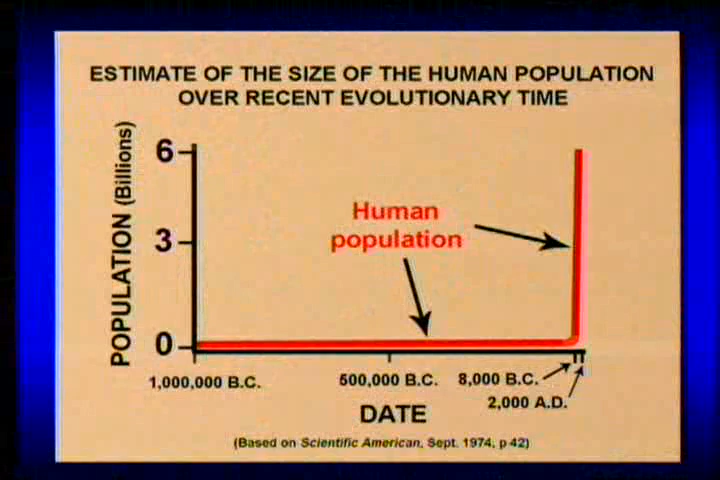 ESTIMATE OF THE SIZE OF THE HUMAN POPULATION
OVER RECENT EVOLUTIONARY TIME
POPULATION (Billions)
6
3
0
Human
population
1,000,000 B.C.
500,000 B.C.
8,000 B.C.
2,000 A.D.
DATE
(Based on Scientific American, Sept. 1974, p 42)